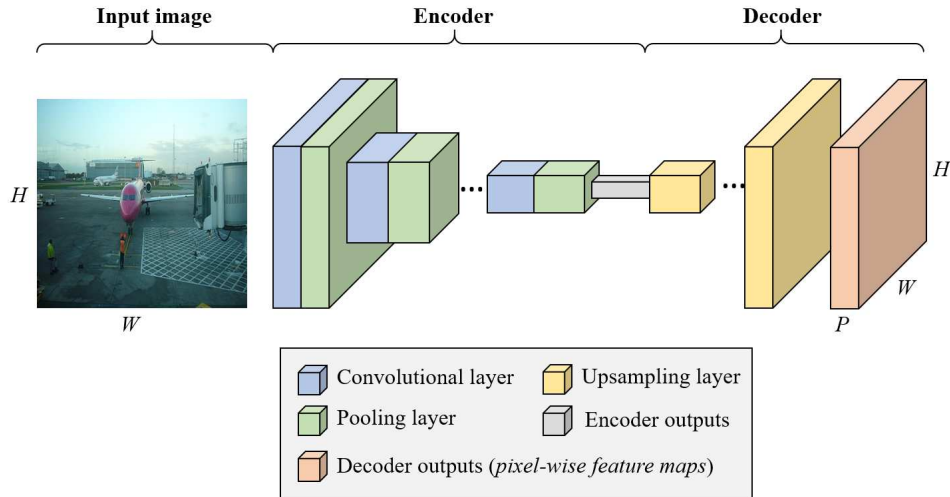 Input image Encoder Decoder
H
W
...
...
H
W
P
Convolutional layer
Upsampling layer
Pooling layer
Encoder outputs
Decoder outputs (pixel-wise feature maps)